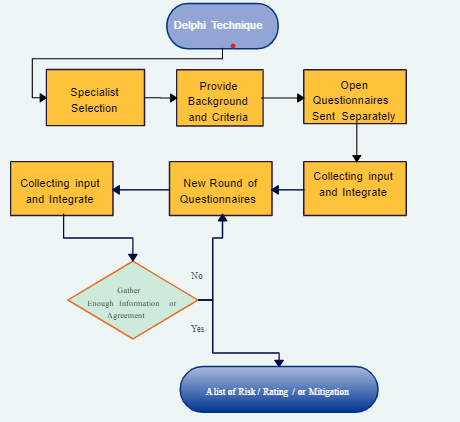 Delphi Technique
Specialist
Selection
Provide
Background
and Criteria
Open
Questionnaires
Sent Separately
Collecting input
and Integrate
New Round of
Questionnaires
Collecting input
and Integrate
Gather
Enough Information or
Agreement
No
Yes
A list of Risk / Rating / or Mitigation